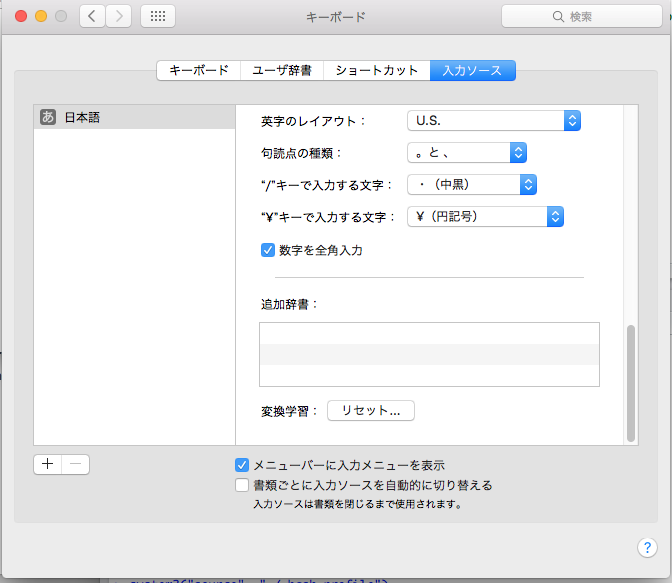 キーボード
検索
キーボード ユーザ辞書 ショートカット 入力ソース
あ 日本語
英字のレイアウト： U.S.
句読点の種類： 。と、
“/”キーで入力する文字： ・（中黒）
“¥”キーで入力する文字： ¥（円記号）
数字を全角入力
追加辞書：
変換学習： リセット...
メニューバーに入力メニューを表示
書類ごとに入力ソースを自動的に切り替える
入力ソースは書類を閉じるまで使用されます。
?